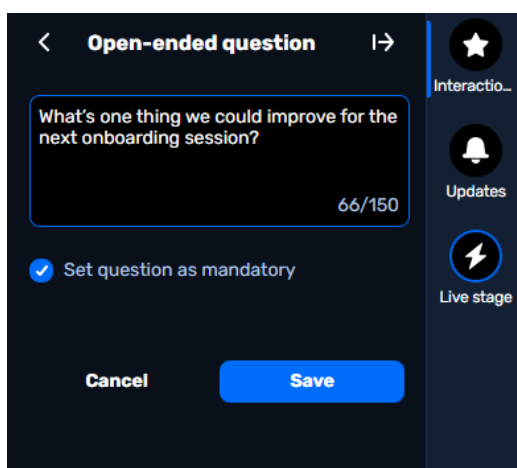 Open-ended question
What’s one thing we could improve for the
next onboarding session?
66/150
Set question as mandatory
Cancel
Save
Interactio...
Updates
Live stage